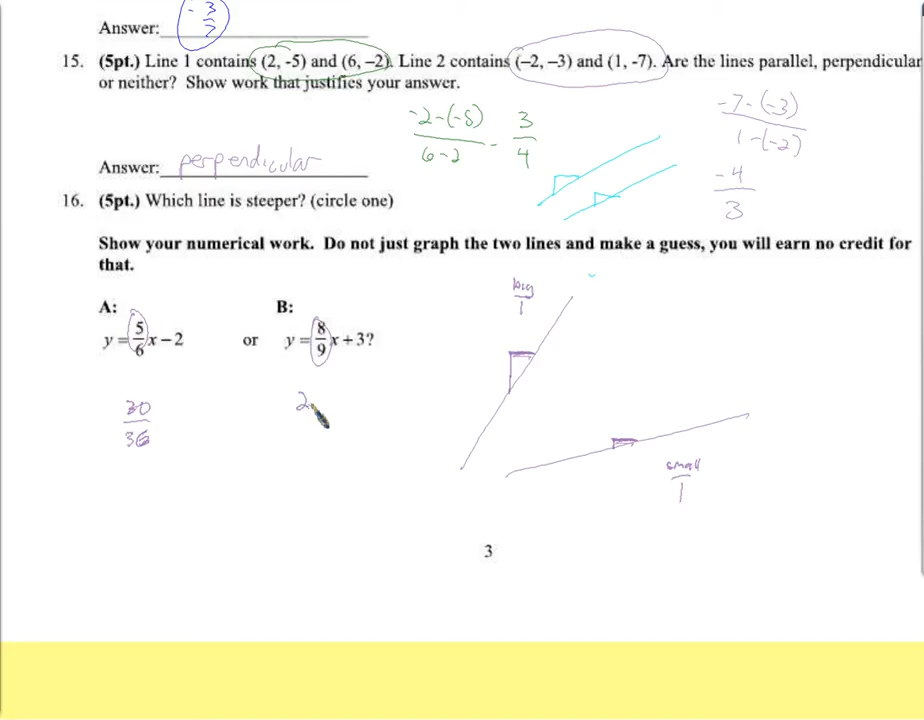 - 3/7
Answer:
15. (5pt.) Line 1 contains (2, -5) and (6, –2). Line 2 contains (–2, –3) and (1, -7). Are the lines parallel, perpendicular
or neither? Show work that justifies your answer.
-2-(-5)/6-2 - 3/4
-7-(-3)/1-(-2)
-4/3
Answer: perpendicular
16. (5pt.) Which line is steeper? (circle one)
Show your numerical work. Do not just graph the two lines and make a guess, you will earn no credit for
that.
big/1
A: B:
y = 5/6 x – 2 or y = 8/9 x + 3?
30/36
2
small/1
3